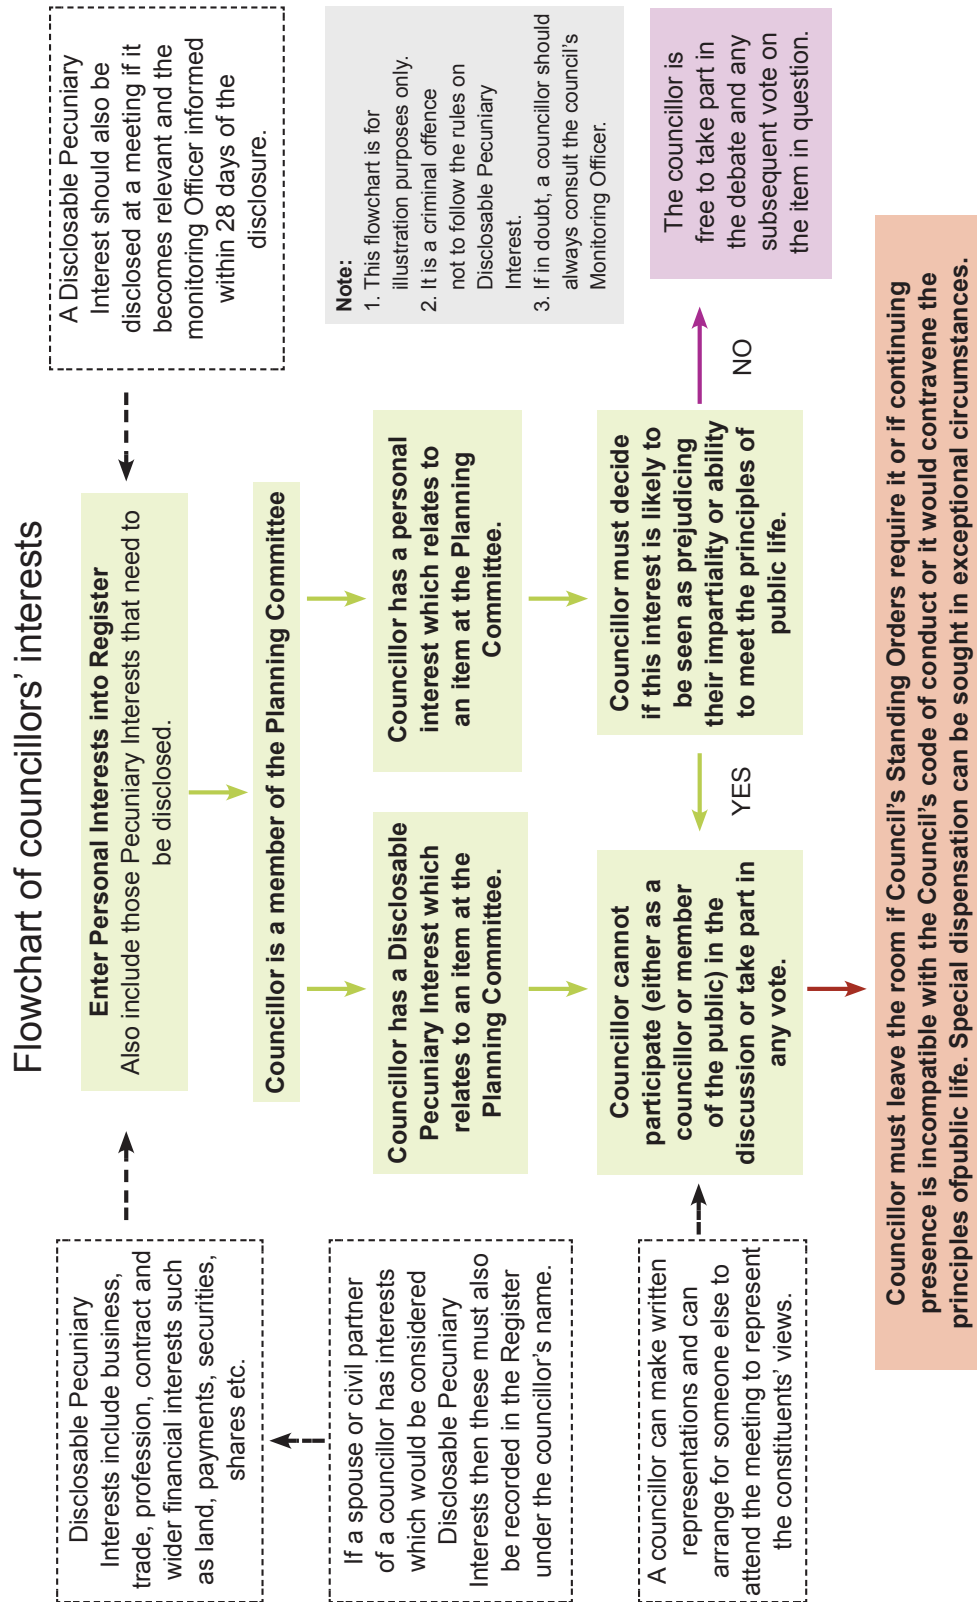 Flowchart of councillors’ interests
Disclosable Pecuniary
Interests include business,
trade, profession, contract and
wider financial interests such
as land, payments, securities,
shares etc.
Enter Personal Interests into Register
Also include those Pecuniary Interests that need to
be disclosed.
A Disclosable Pecuniary
Interest should also be
disclosed at a meeting if it
becomes relevant and the
monitoring Officer informed
within 28 days of the
disclosure.
Councillor is a member of the Planning Committee
If a spouse or civil partner
of a councillor has interests
which would be considered
Disclosable Pecuniary
Interests then these must also
be recorded in the Register
under the councillor’s name.
Councillor has a Disclosable
Pecuniary Interest which
relates to an item at the
Planning Committee.
Councillor has a personal
interest which relates to
an item at the Planning
Committee.
Note:
1. This flowchart is for
illustration purposes only.
2. It is a criminal offence
not to follow the rules on
Disclosable Pecuniary
Interest.
3. If in doubt, a councillor should
always consult the council’s
Monitoring Officer.
A councillor can make written
representations and can
arrange for someone else to
attend the meeting to represent
the constituents’ views.
Councillor cannot
participate (either as a
councillor or member
of the public) in the
discussion or take part in
any vote.
YES
Councillor must decide
if this interest is likely to
be seen as prejudicing
their impartiality or ability
to meet the principles of
public life.
NO
The councillor is
free to take part in
the debate and any
subsequent vote on
the item in question.
Councillor must leave the room if Council’s Standing Orders require it or if continuing
presence is incompatible with the Council’s code of conduct or it would contravene the
principles ofpublic life. Special dispensation can be sought in exceptional circumstances.